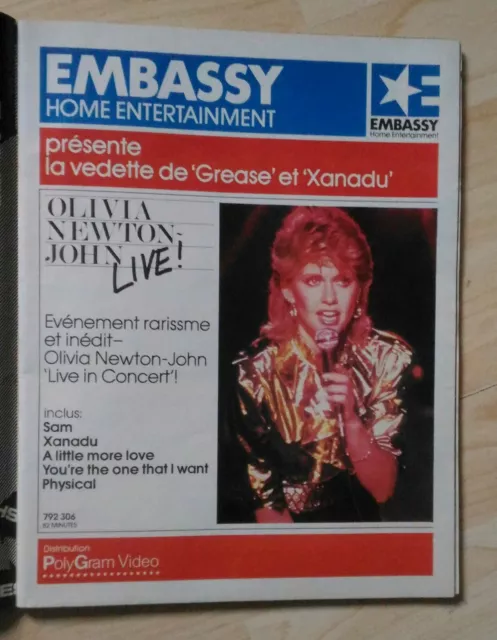 EMBASSY
HOME ENTERTAINMENT
E
EMBASSY
Home Entertainment
présente
la vedette de 'Grease' et 'Xanadu'
OLIVIA
NEWTON-
JOHN
LIVE!
Evénement rarissme
et inédit–
Olivia Newton-John
'Live in Concert'!
inclus:
Sam
Xanadu
A little more love
You're the one that I want
Physical
792 306
82 MINUTES
Distribution
PolyGram Video